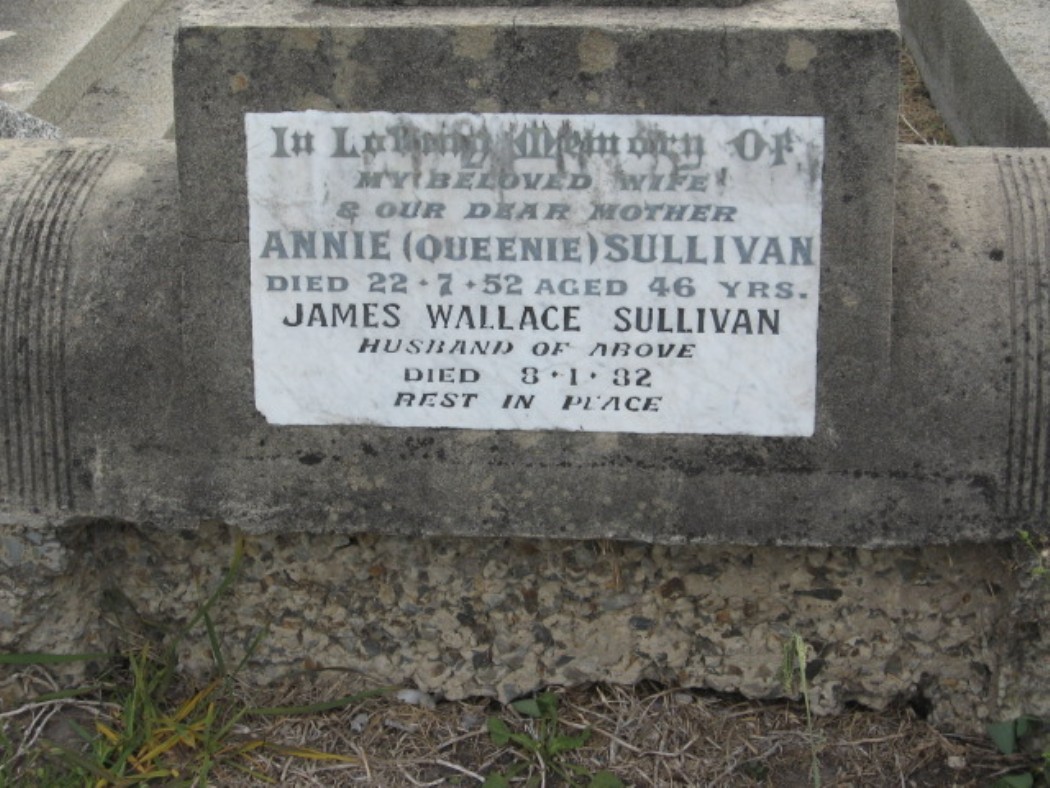 In Loving Memory Of
MY BELOVED WIFE
& OUR DEAR MOTHER
ANNIE (QUEENIE) SULLIVAN
DIED 22·7·52 AGED 46 YRS.
JAMES WALLACE SULLIVAN
HUSBAND OF ABOVE
DIED 8·1·82
REST IN PEACE